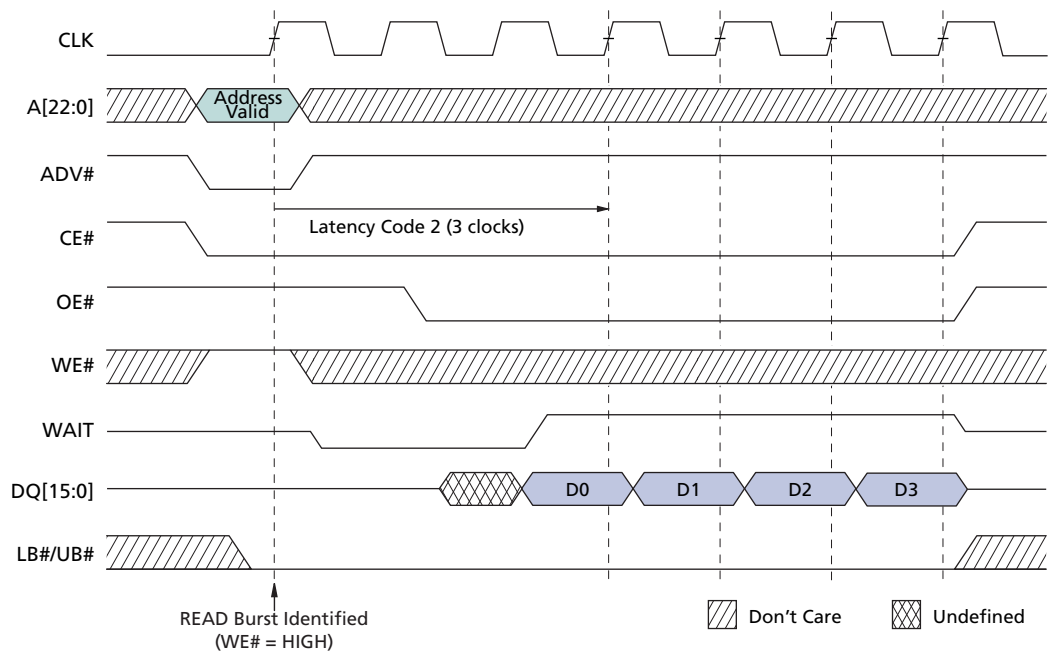 CLK
A[22:0]
Address
Valid
ADV#
Latency Code 2 (3 clocks)
CE#
OE#
WE#
WAIT
DQ[15:0]
D0
D1
D2
D3
LB#/UB#
READ Burst Identified
(WE# = HIGH)
Don't Care
Undefined